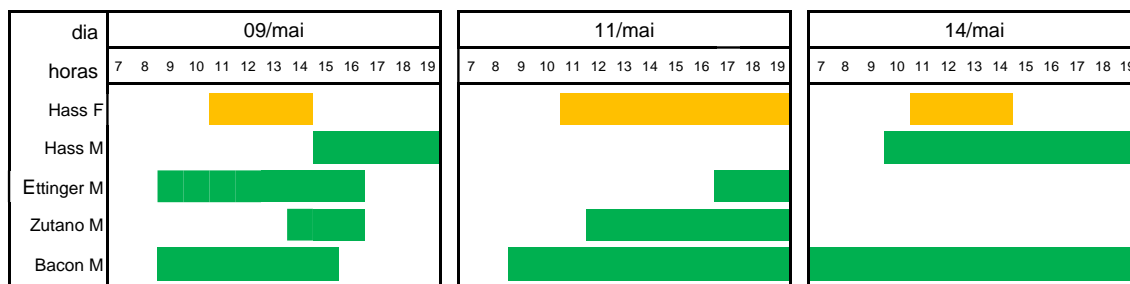 dia 09/mai 11/mai 14/mai
horas 7 8 9 10 11 12 13 14 15 16 17 18 19 7 8 9 10 11 12 13 14 15 16 17 18 19 7 8 9 10 11 12 13 14 15 16 17 18 19
Hass F
Hass M
Ettinger M
Zutano M
Bacon M